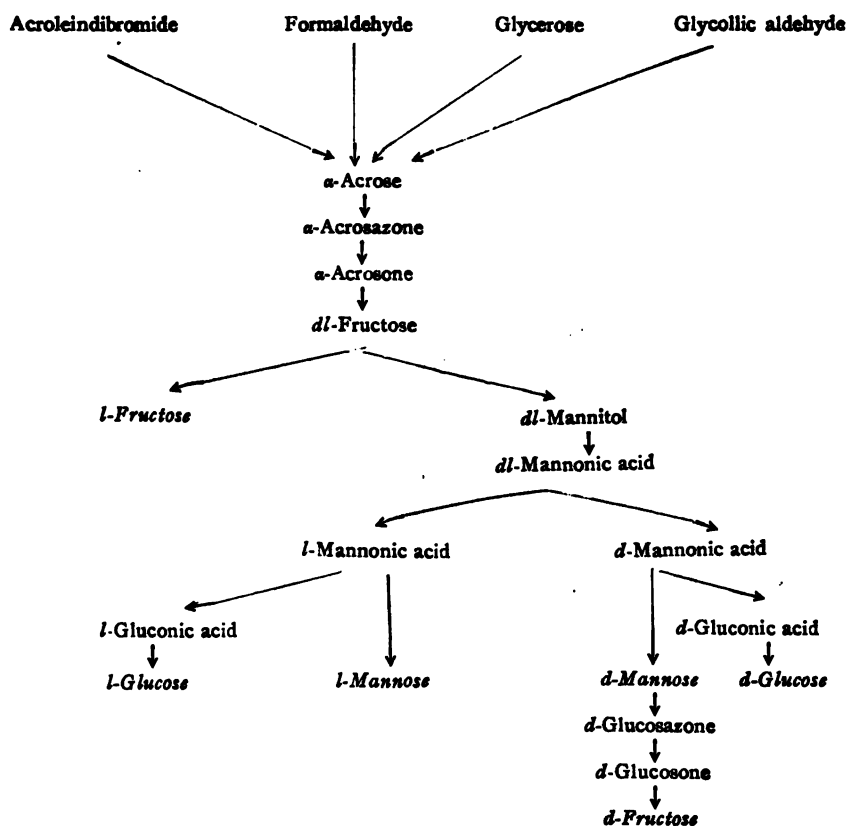 Acroleindibromide Formaldehyde Glycerose Glycollic aldehyde
α-Acrose
α-Acrosazone
α-Acrosone
dl-Fructose
l-Fructose dl-Mannitol
dl-Mannonic acid
l-Mannonic acid d-Mannonic acid
l-Gluconic acid d-Gluconic acid
l-Glucose l-Mannose d-Mannose d-Glucose
d-Glucosazone
d-Glucosone
d-Fructose